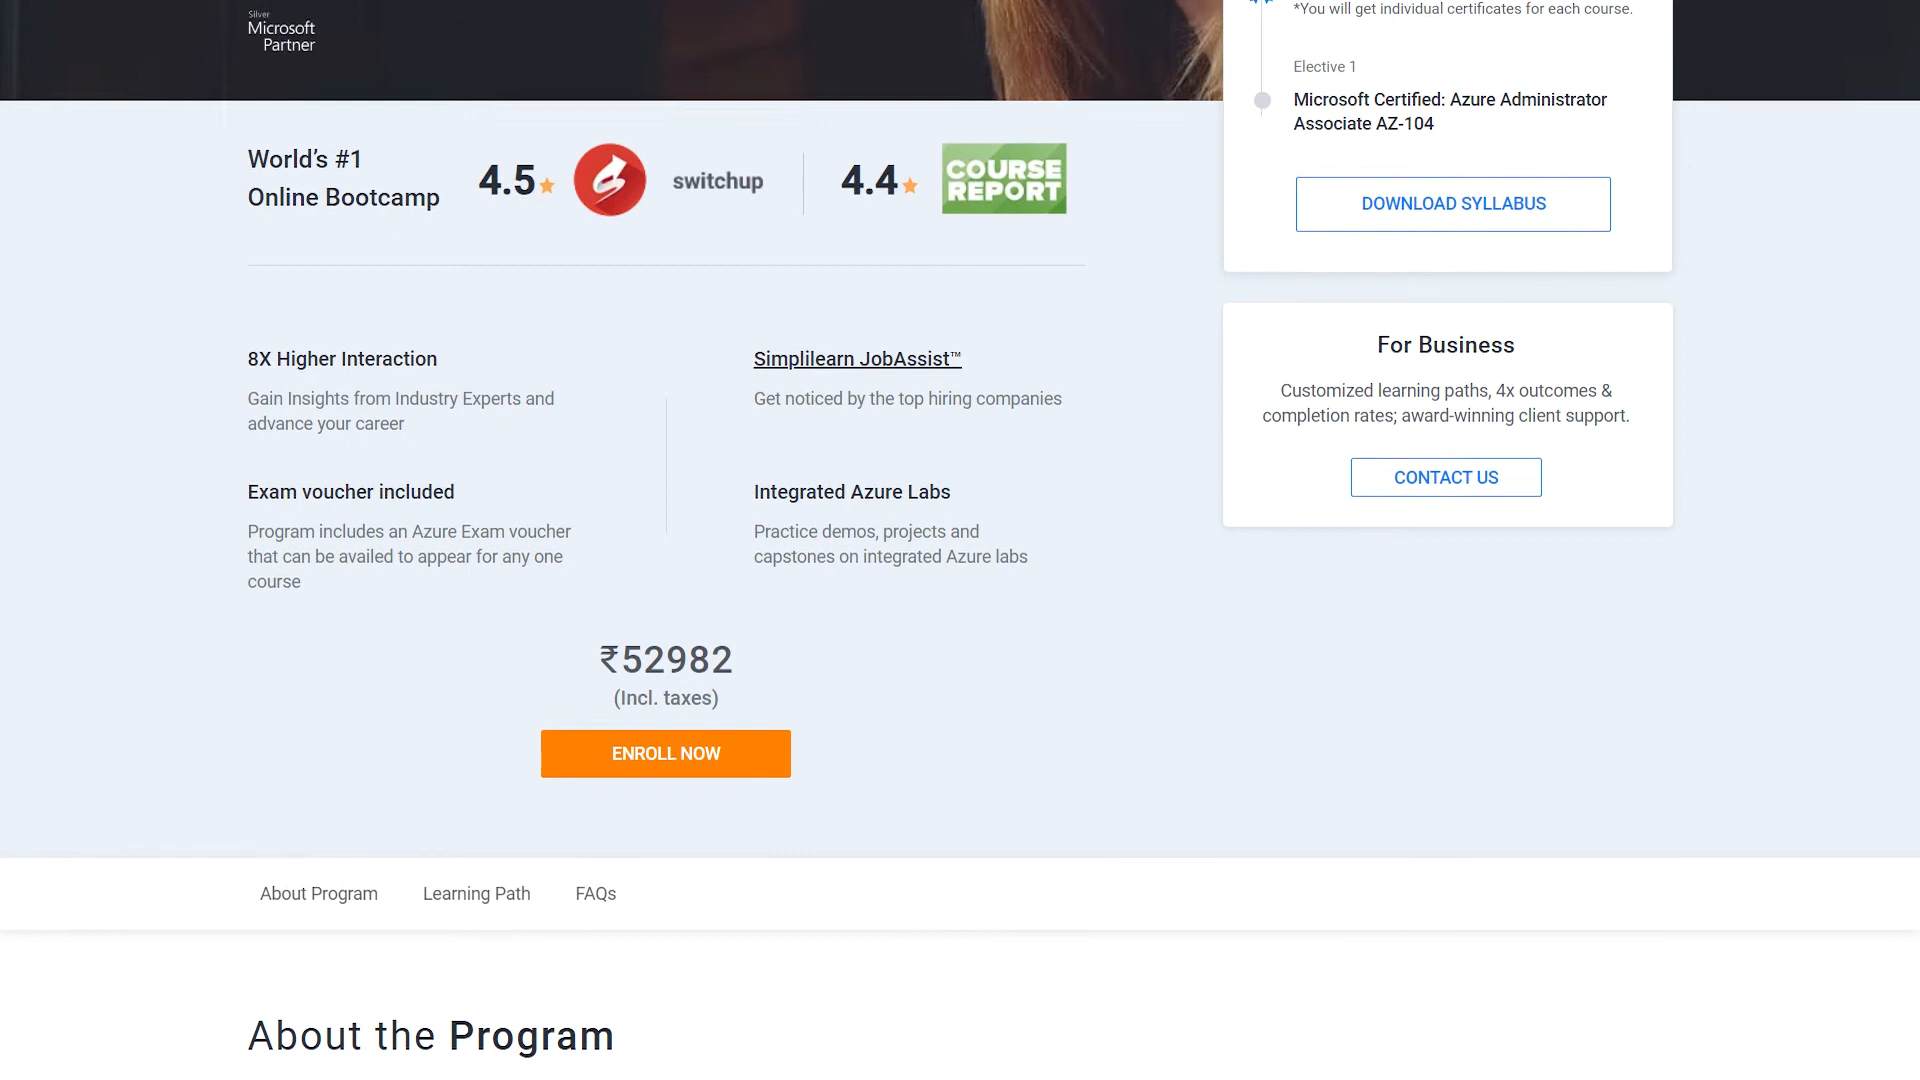 Silver
Microsoft
Partner
*You will get individual certificates for each course.
Elective 1
Microsoft Certified: Azure Administrator
Associate AZ-104
DOWNLOAD SYLLABUS
World’s #1
Online Bootcamp
4.5
switchup
4.4
COURSE
REPORT
8X Higher Interaction
Gain Insights from Industry Experts and
advance your career
Simplilearn JobAssist™
Get noticed by the top hiring companies
Exam voucher included
Program includes an Azure Exam voucher
that can be availed to appear for any one
course
Integrated Azure Labs
Practice demos, projects and
capstones on integrated Azure labs
For Business
Customized learning paths, 4x outcomes &
completion rates; award-winning client support.
CONTACT US
₹52982
(Incl. taxes)
ENROLL NOW
About Program
Learning Path
FAQs
About the Program